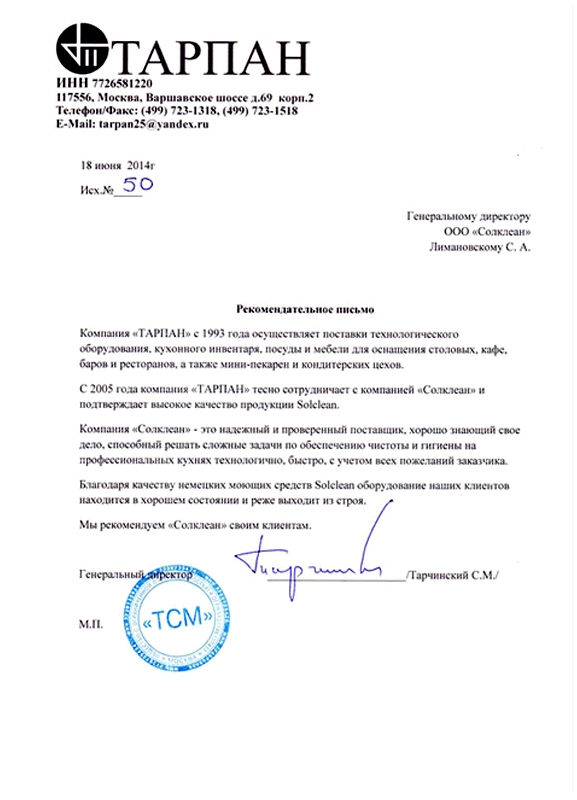 ТАРПАН
ИНН 7726581220
117556, Москва, Варшавское шоссе д.69 корп.2
Телефон/Факс: (499) 723-1318, (499) 723-1518
E-Mail: tarpan25@yandex.ru
18 июня 2014г
Исх.№ 50
Генеральному директору
ООО «Солклеан»
Лимановскому С. А.
Рекомендательное письмо
Компания «ТАРПАН» с 1993 года осуществляет поставки технологического
оборудования, кухонного инвентаря, посуды и мебели для оснащения столовых, кафе,
баров и ресторанов, а также мини-пекарен и кондитерских цехов.
С 2005 года компания «ТАРПАН» тесно сотрудничает с компанией «Солклеан» и
подтверждает высокое качество продукции Solclean.
Компания «Солклеан» - это надежный и проверенный поставщик, хорошо знающий свое
дело, способный решать сложные задачи по обеспечению чистоты и гигиены на
профессиональных кухнях технологично, быстро, с учетом всех пожеланий заказчика.
Благодаря качеству немецких моющих средств Solclean оборудование наших клиентов
находится в хорошем состоянии и реже выходит из строя.
Мы рекомендуем «Солклеан» своим клиентам.
Генеральный директор /Тарчинский С.М./
М.П.
«ТСМ»
МОСКВА